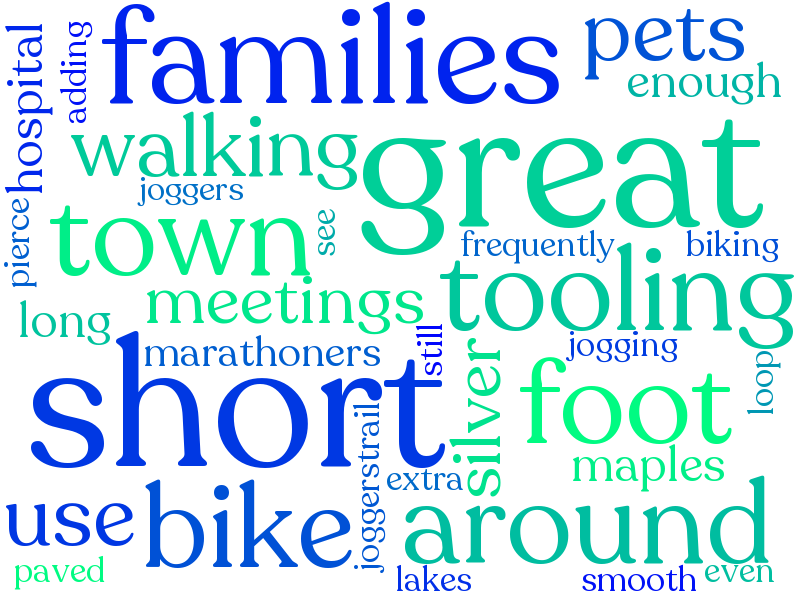 families
pets
hospital
adding
enough
walking
great
joggers
town
pierce
see
frequently
biking
tooling
meetings
long
marathoners
still
jogging
short
silver
foot
loop
joggerstrail
extra
maples
use
bike
around
paved
lakes
smooth
even